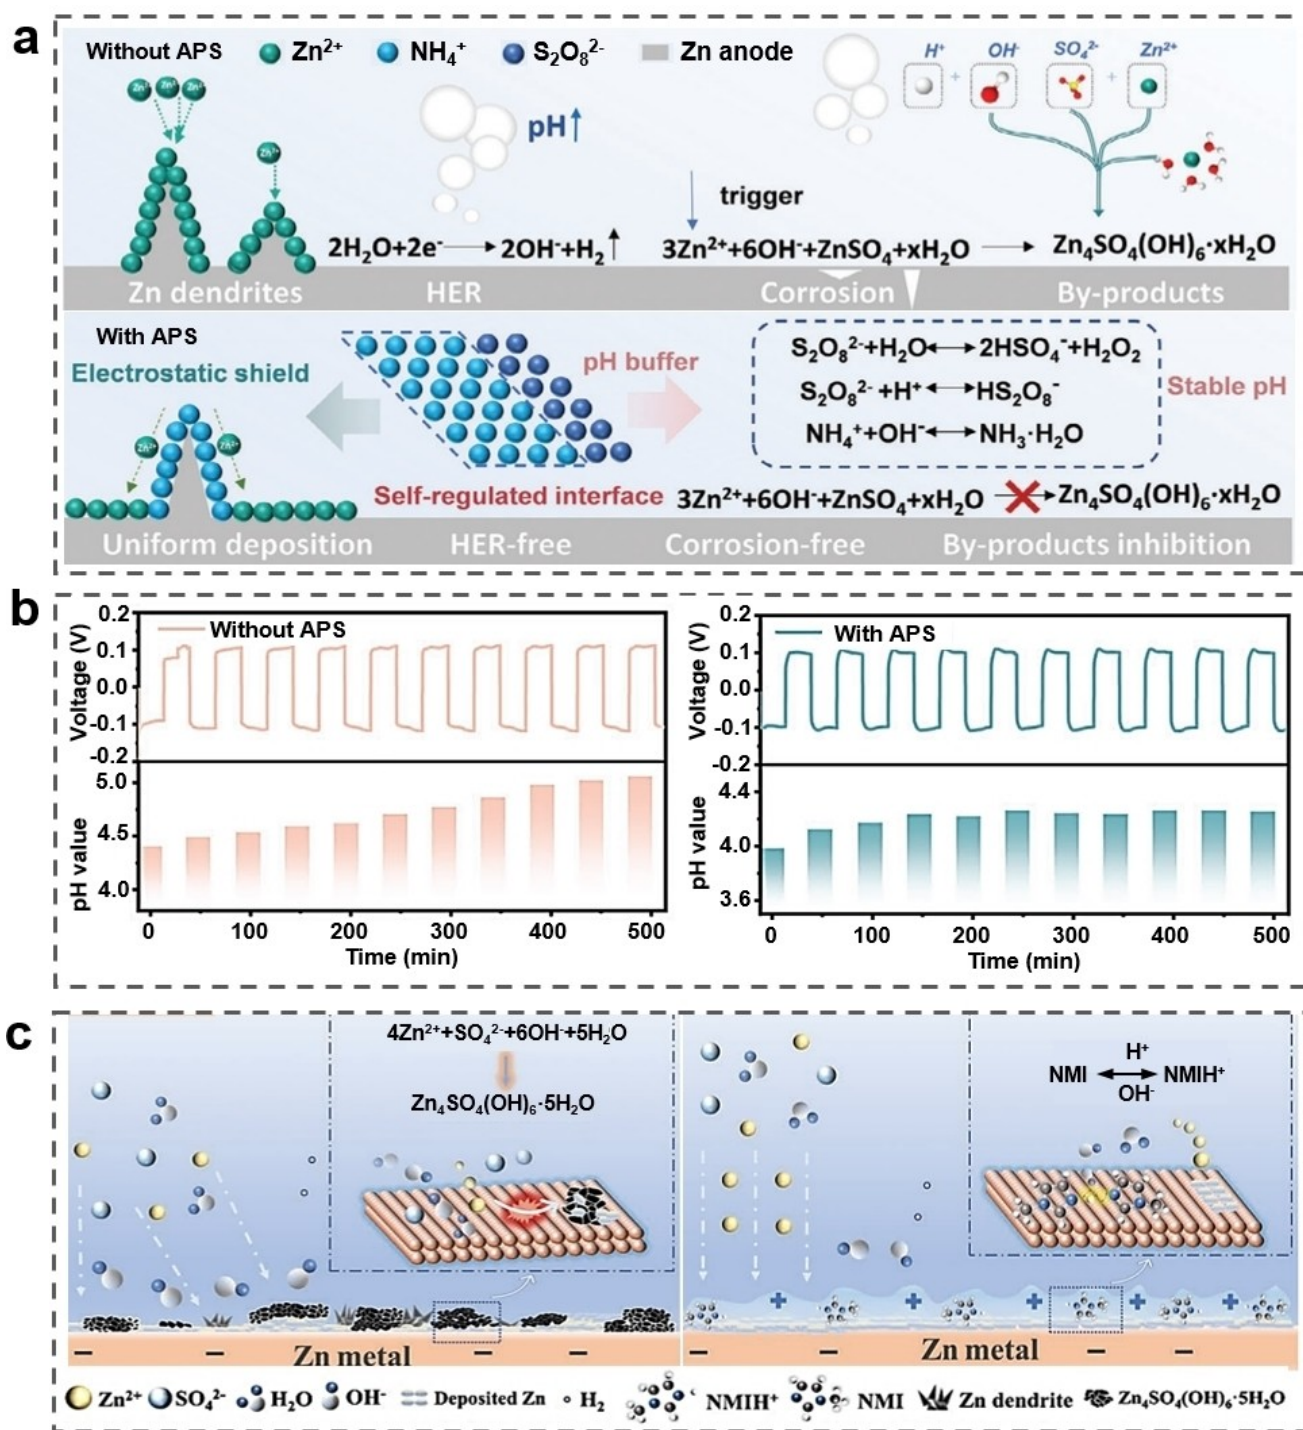 a
Without APS
Zn²⁺
NH₄⁺
S₂O₈²⁻
Zn anode
H⁺ + OH⁻ SO₄²⁻ + Zn²⁺
Zn²⁺
pH↑
trigger
2H₂O+2e⁻→2OH⁻+H₂↑
3Zn²⁺+6OH⁻+ZnSO₄+xH₂O → Zn₄SO₄(OH)₆·xH₂O
Zn dendrites
HER
Corrosion
By-products
With APS
Electrostatic shield
Zn²⁺
Zn²⁺
pH buffer
S₂O₈²⁻+H₂O↔2HSO₄⁻+H₂O₂
S₂O₈²⁻+H⁺↔HS₂O₈⁻
NH₄⁺+OH⁻↔NH₃·H₂O
Stable pH
Self-regulated interface
3Zn²⁺+6OH⁻+ZnSO₄+xH₂O → Zn₄SO₄(OH)₆·xH₂O
Uniform deposition
HER-free
Corrosion-free
By-products inhibition
b
Without APS
Voltage (V)
0.2
0.1
0.0
-0.1
-0.2
pH value
5.0
4.5
4.0
0 100 200 300 400 500
Time (min)
With APS
Voltage (V)
0.2
0.1
0.0
-0.1
-0.2
pH value
4.4
4.0
3.6
0 100 200 300 400 500
Time (min)
c
4Zn²⁺+SO₄²⁻+6OH⁻+5H₂O
Zn₄SO₄(OH)₆·5H₂O
Zn metal
H⁺
NMI ↔ NMIH⁺
OH⁻
+ + + + +
Zn metal
Zn²⁺ SO₄²⁻ H₂O OH⁻ Deposited Zn H₂ NMIH⁺ NMI Zn dendrite Zn₄SO₄(OH)₆·5H₂O